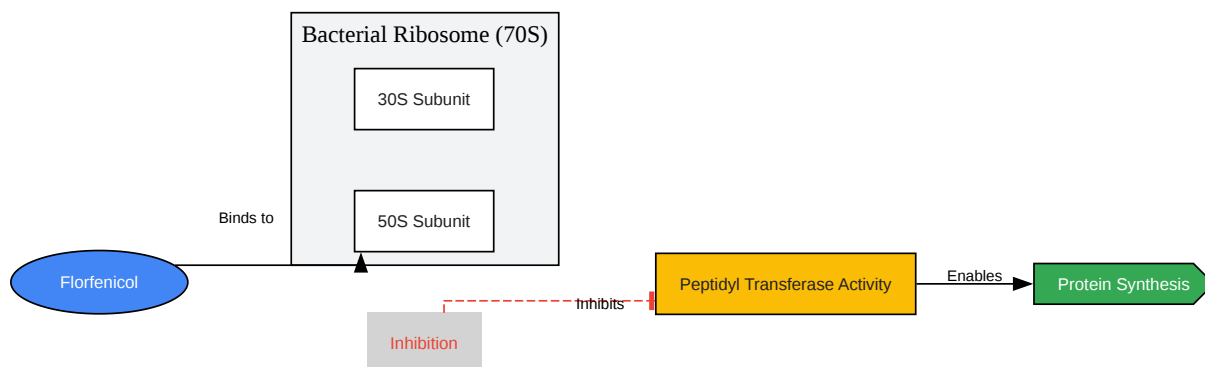 Bacterial Ribosome (70S)
30S Subunit
50S Subunit
Binds to
Florfenicol
Inhibits
Peptidyl Transferase Activity
Enables
Protein Synthesis
Inhibition